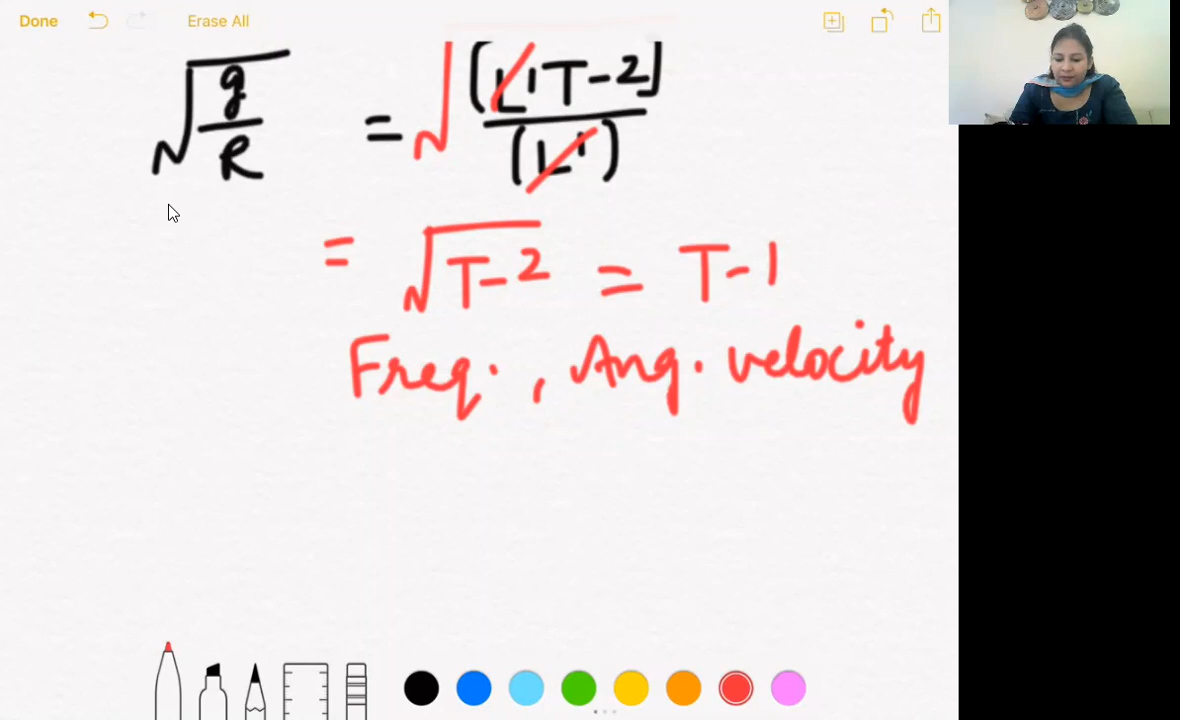 Done Erase All
√g/R = √[L1T-2]/(L1)
= √T-2 = T-1
Freq. , Ang. velocity